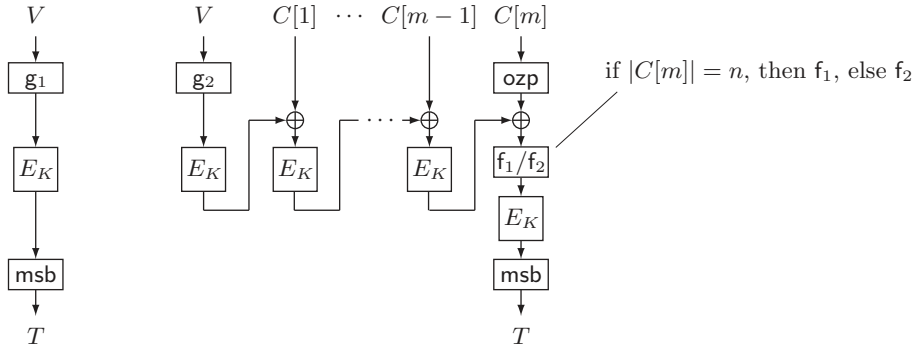 V V C[1] ⋯ C[m − 1] C[m]
g₁ g₂ ozp if |C[m]| = n, then f₁, else f₂
⋯
E_K E_K E_K E_K f₁/f₂
E_K
msb msb
T T